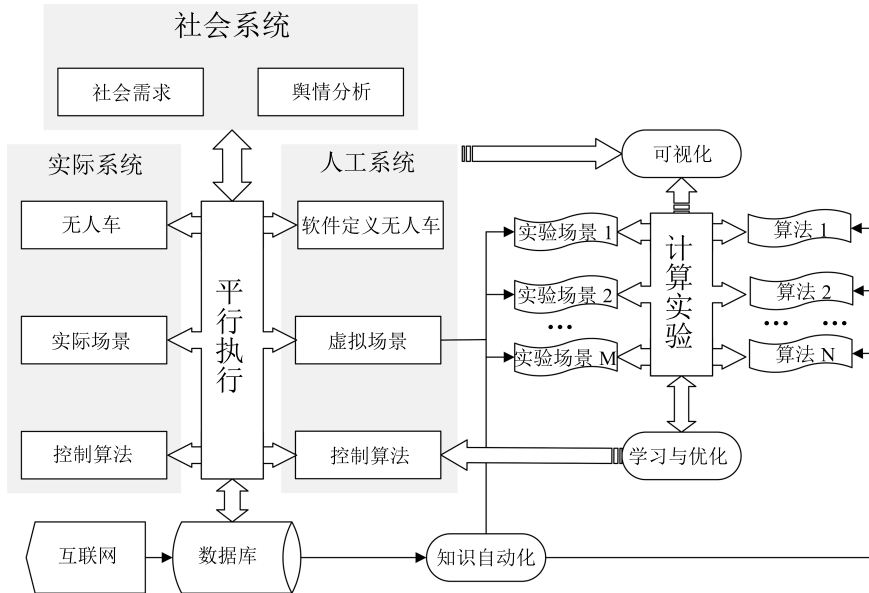 社会系统
社会需求
舆情分析
实际系统
人工系统
可视化
无人车
软件定义无人车
实验场景 1
算法 1
平行执行
计算实验
实验场景 2
算法 2
...
... ...
实际场景
虚拟场景
实验场景 M
算法 N
控制算法
控制算法
学习与优化
互联网
数据库
知识自动化